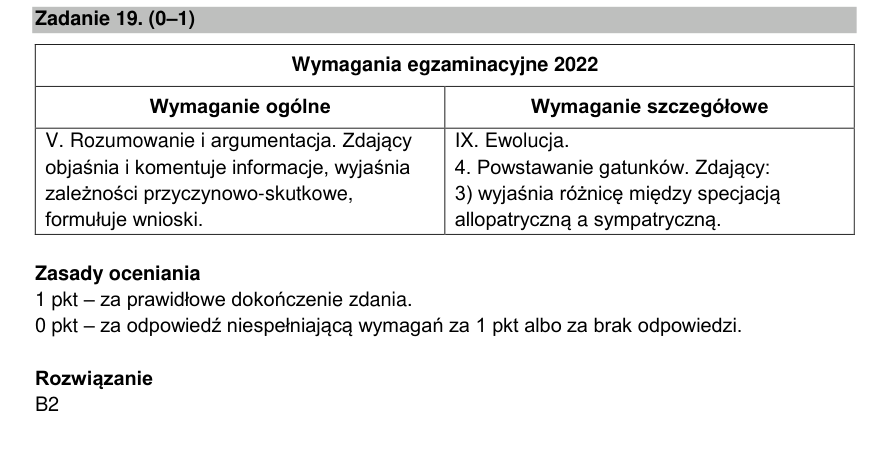 Zadanie 19. (0–1)
Wymagania egzaminacyjne 2022
Wymaganie ogólne
Wymaganie szczegółowe
V. Rozumowanie i argumentacja. Zdający
objaśnia i komentuje informacje, wyjaśnia
zależności przyczynowo-skutkowe,
formułuje wnioski.
IX. Ewolucja.
4. Powstawanie gatunków. Zdający:
3) wyjaśnia różnicę między specjacją
allopatryczną a sympatryczną.
Zasady oceniania
1 pkt – za prawidłowe dokończenie zdania.
0 pkt – za odpowiedź niespełniającą wymagań za 1 pkt albo za brak odpowiedzi.
Rozwiązanie
B2